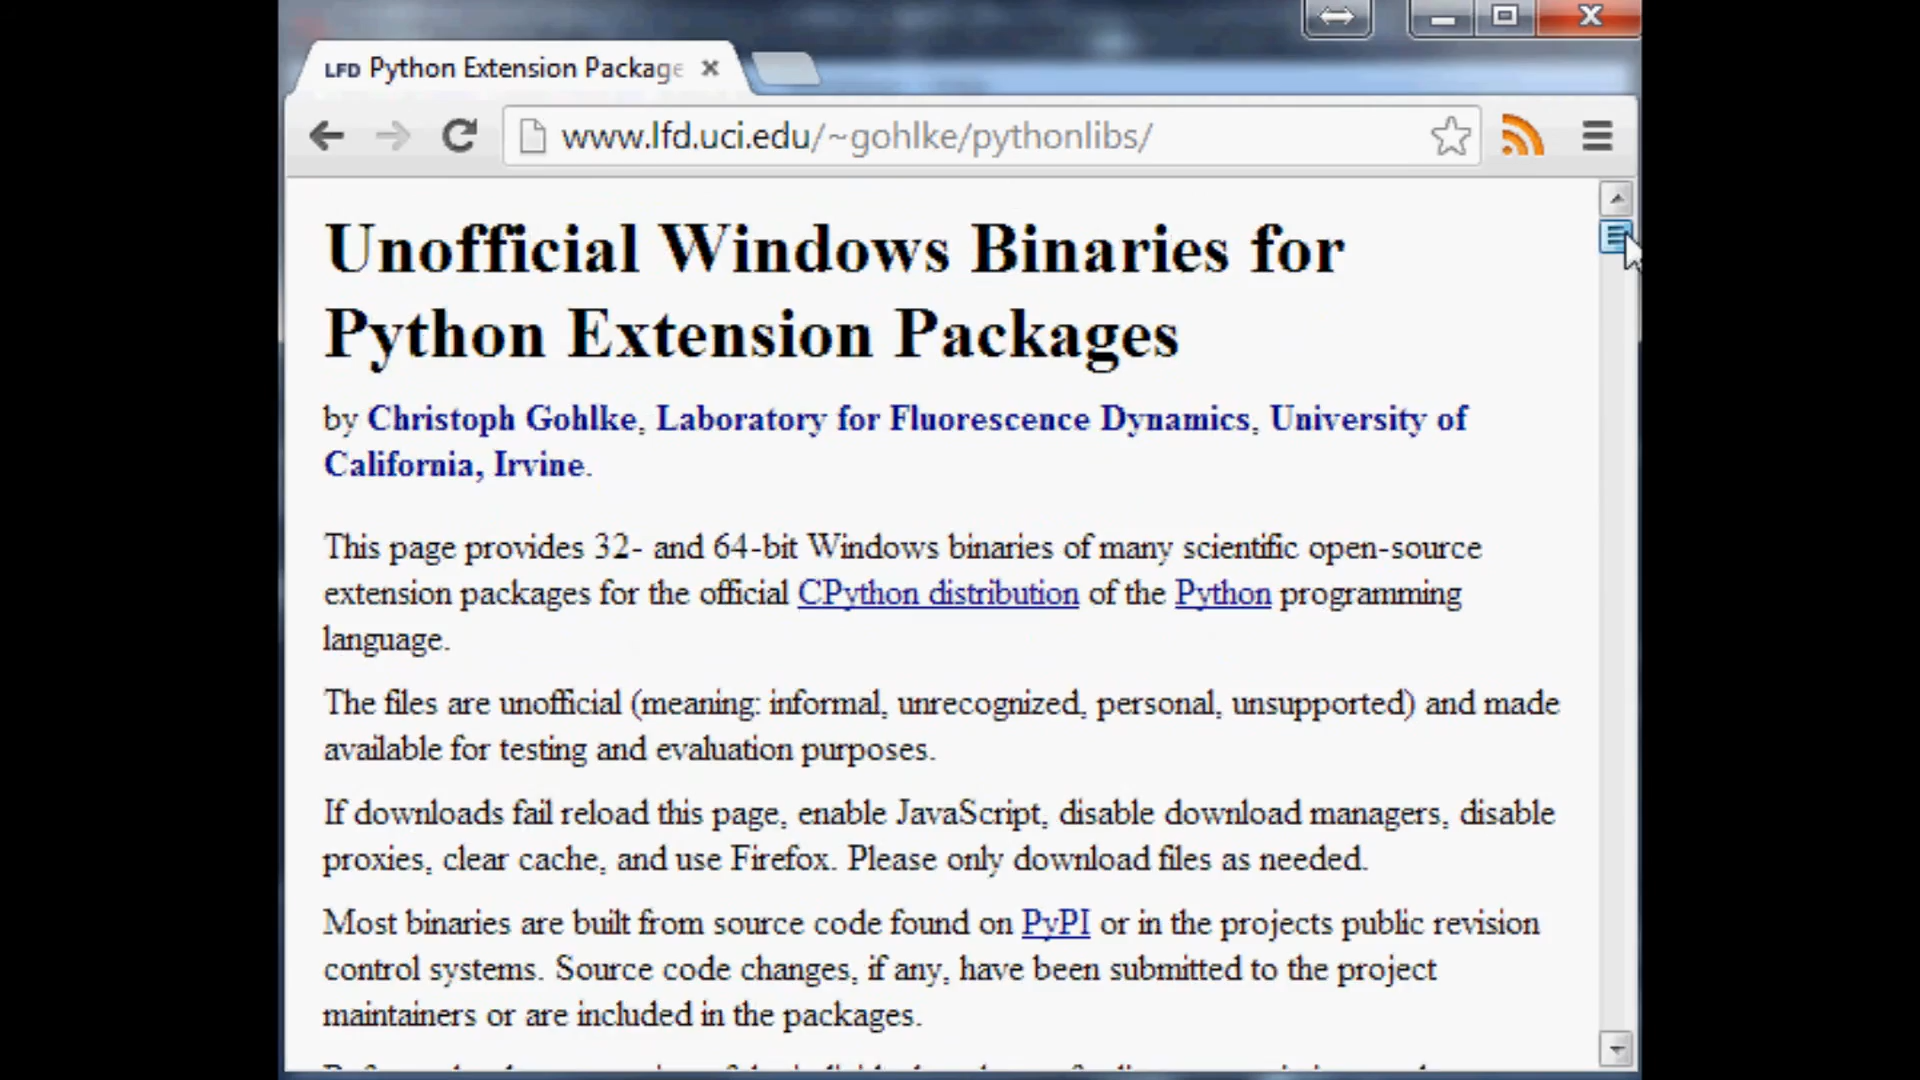 LFD Python Extension Package
www.lfd.uci.edu/~gohlke/pythonlibs/
Unofficial Windows Binaries for
Python Extension Packages
by Christoph Gohlke, Laboratory for Fluorescence Dynamics, University of
California, Irvine.
This page provides 32- and 64-bit Windows binaries of many scientific open-source
extension packages for the official CPython distribution of the Python programming
language.
The files are unofficial (meaning: informal, unrecognized, personal, unsupported) and made
available for testing and evaluation purposes.
If downloads fail reload this page, enable JavaScript, disable download managers, disable
proxies, clear cache, and use Firefox. Please only download files as needed.
Most binaries are built from source code found on PyPI or in the projects public revision
control systems. Source code changes, if any, have been submitted to the project
maintainers or are included in the packages.